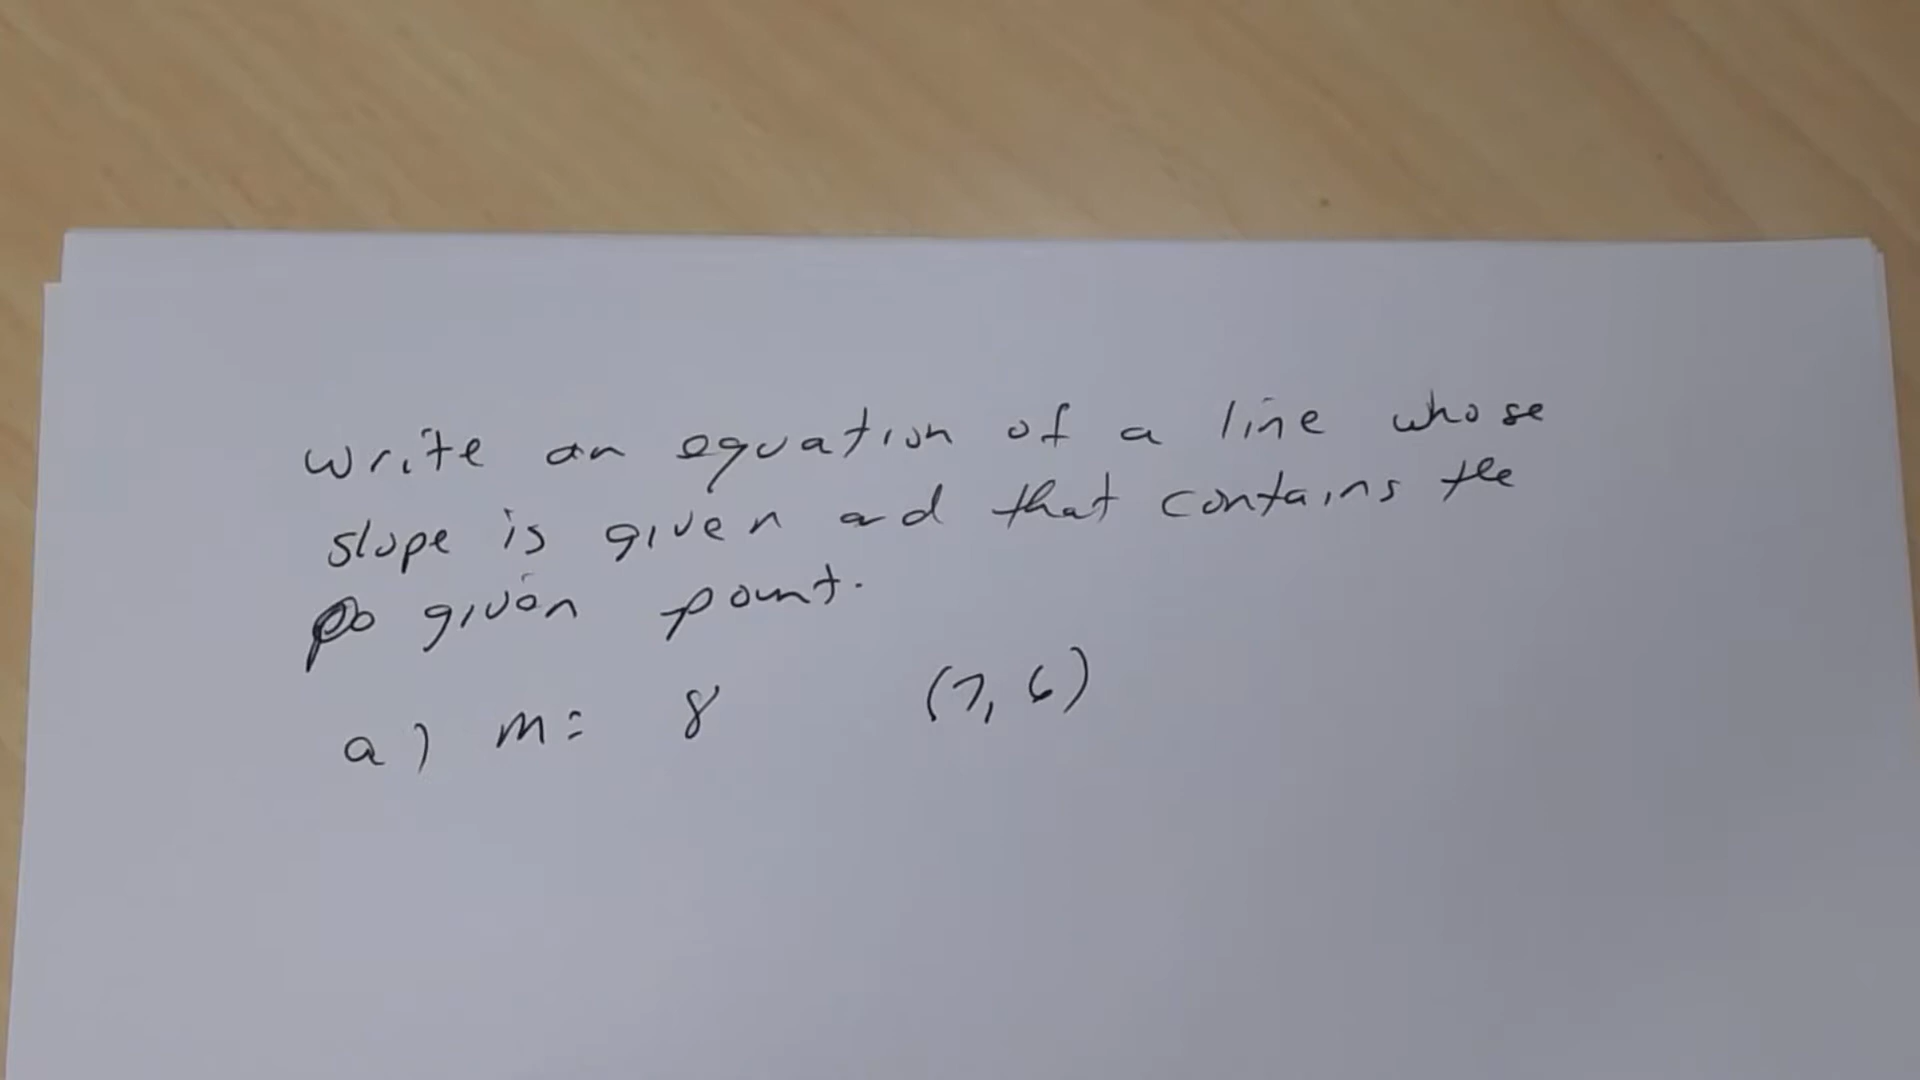 write an equation of a line whose
slope is given and that contains the
given point.
a) m= 8 (7, 6)